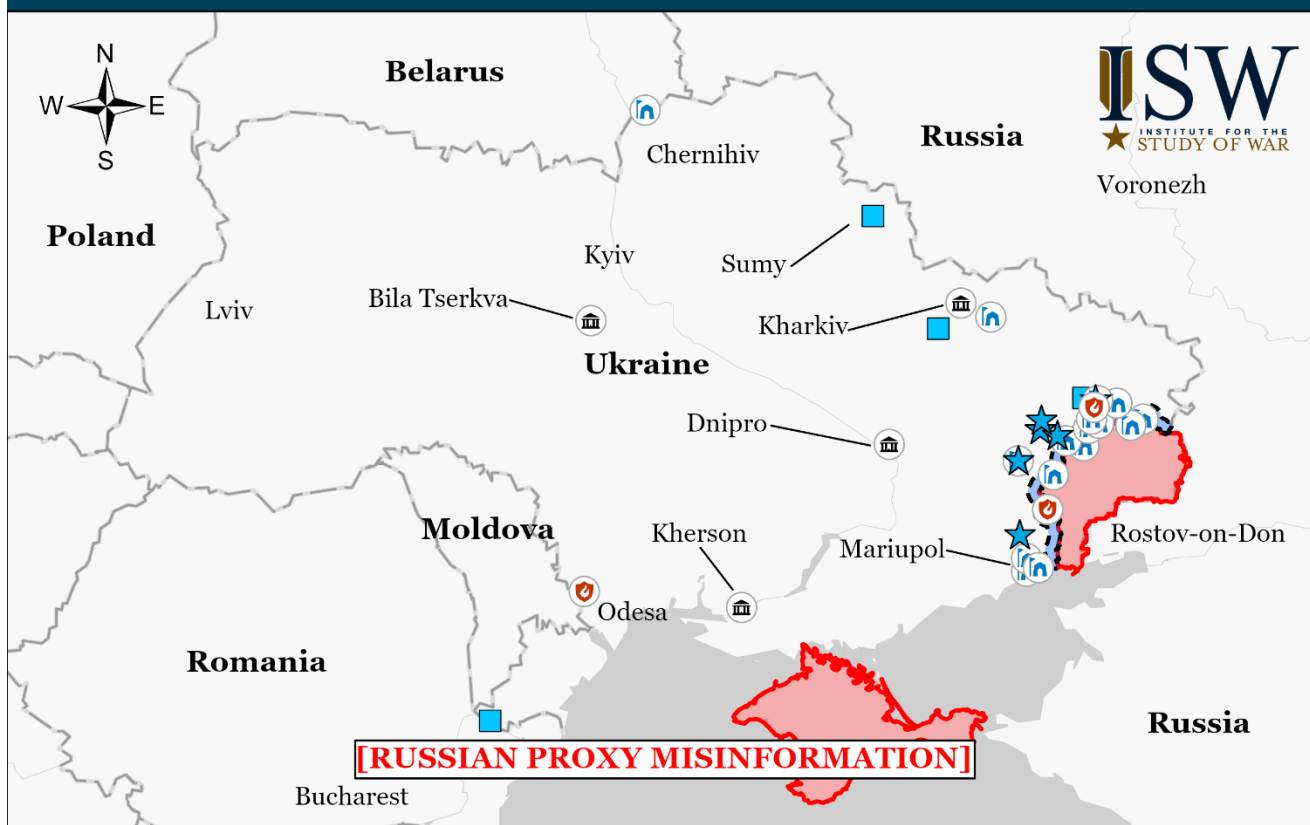 N
W E
S
Belarus
ISW
INSTITUTE FOR THE
STUDY OF WAR
Russia
Chernihiv
Voronezh
Poland
Kyiv
Sumy
Lviv
Bila Tserkva
Kharkiv
Ukraine
Dnipro
Moldova
Kherson
Mariupol
Rostov-on-Don
Odesa
Romania
Russia
[RUSSIAN PROXY MISINFORMATION]
Bucharest